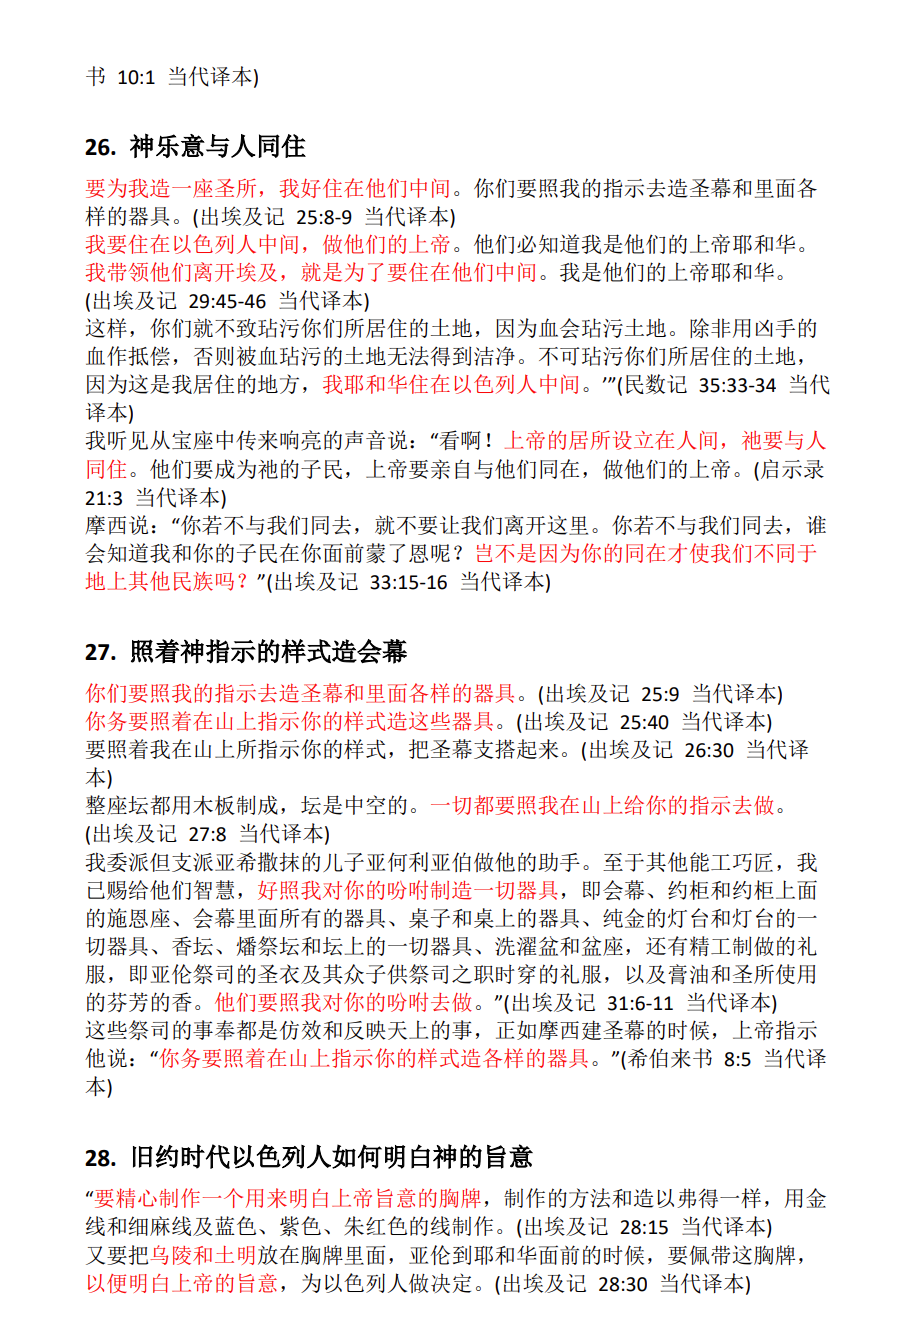 书 10:1 当代译本)
26. 神乐意与人同住
要为我造一座圣所，我好住在他们中间。你们要照我的指示去造圣幕和里面各
样的器具。(出埃及记 25:8-9 当代译本)
我要住在以色列人中间，做他们的上帝。他们必知道我是他们的上帝耶和华。
我带领他们离开埃及，就是为了要住在他们中间。我是他们的上帝耶和华。
(出埃及记 29:45-46 当代译本)
这样，你们就不致玷污你们所居住的土地，因为血会玷污土地。除非用凶手的
血作抵偿，否则被血玷污的土地无法得到洁净。不可玷污你们所居住的土地，
因为这是我居住的地方，我耶和华住在以色列人中间。’”(民数记 35:33-34 当代
译本)
我听见从宝座中传来响亮的声音说：“看啊！上帝的居所设立在人间，祂要与人
同住。他们要成为祂的子民，上帝要亲自与他们同在，做他们的上帝。(启示录
21:3 当代译本)
摩西说：“你若不与我们同去，就不要让我们离开这里。你若不与我们同去，谁
会知道我和你的子民在你面前蒙了恩呢？岂不是因为你的同在才使我们不同于
地上其他民族吗？”(出埃及记 33:15-16 当代译本)
27. 照着神指示的样式造会幕
你们要照我的指示去造圣幕和里面各样的器具。(出埃及记 25:9 当代译本)
你务要照着在山上指示你的样式造这些器具。(出埃及记 25:40 当代译本)
要照着我在山上所指示你的样式，把圣幕支搭起来。(出埃及记 26:30 当代译
本)
整座坛都用木板制成，坛是中空的。一切都要照我在山上给你的指示去做。
(出埃及记 27:8 当代译本)
我委派但支派亚希撒抹的儿子亚何利亚伯做他的助手。至于其他能工巧匠，我
已赐给他们智慧，好照我对你的吩咐制造一切器具，即会幕、约柜和约柜上面
的施恩座、会幕里面所有的器具、桌子和桌上的器具、纯金的灯台和灯台的一
切器具、香坛、燔祭坛和坛上的一切器具、洗濯盆和盆座，还有精工制做的礼
服，即亚伦祭司的圣衣及其众子供祭司之职时穿的礼服，以及膏油和圣所使用
的芬芳的香。他们要照我对你的吩咐去做。”(出埃及记 31:6-11 当代译本)
这些祭司的事奉都是仿效和反映天上的事，正如摩西建圣幕的时候，上帝指示
他说：“你务要照着在山上指示你的样式造各样的器具。”(希伯来书 8:5 当代译
本)
28. 旧约时代以色列人如何明白神的旨意
“要精心制作一个用来明白上帝旨意的胸牌，制作的方法和造以弗得一样，用金
线和细麻线及蓝色、紫色、朱红色的线制作。(出埃及记 28:15 当代译本)
又要把乌陵和土明放在胸牌里面，亚伦到耶和华面前的时候，要佩带这胸牌，
以便明白上帝的旨意，为以色列人做决定。(出埃及记 28:30 当代译本)